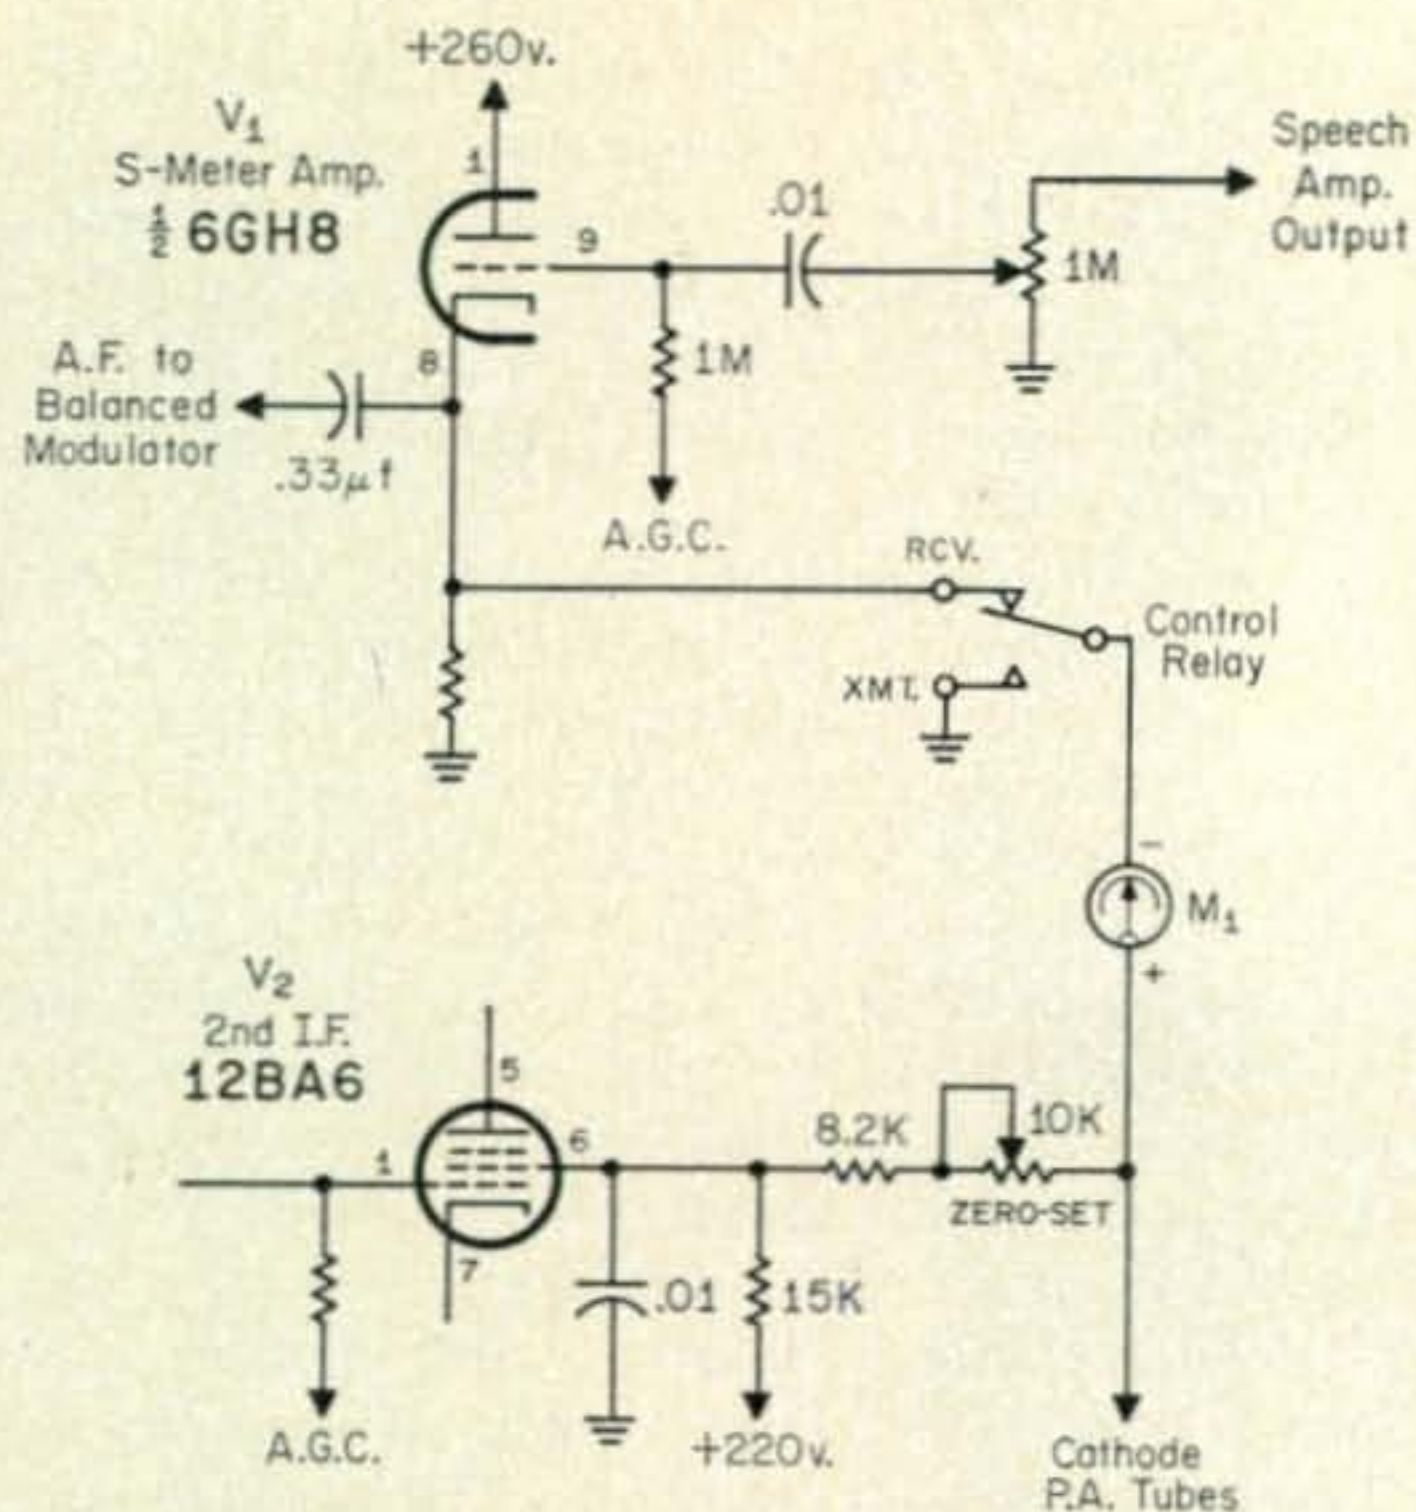 +260v.
V1
S-Meter Amp.
½ 6GH8
1
9
8
.01
1M
Speech
Amp.
Output
A.F. to
Balanced
Modulator
.33µf
1M
A.G.C.
RCV.
XMT.
Control
Relay
−
M1
+
V2
2nd I.F.
12BA6
5
6
1
7
8.2K
10K
ZERO-SET
.01
15K
A.G.C.
+220v.
Cathode
P.A. Tubes